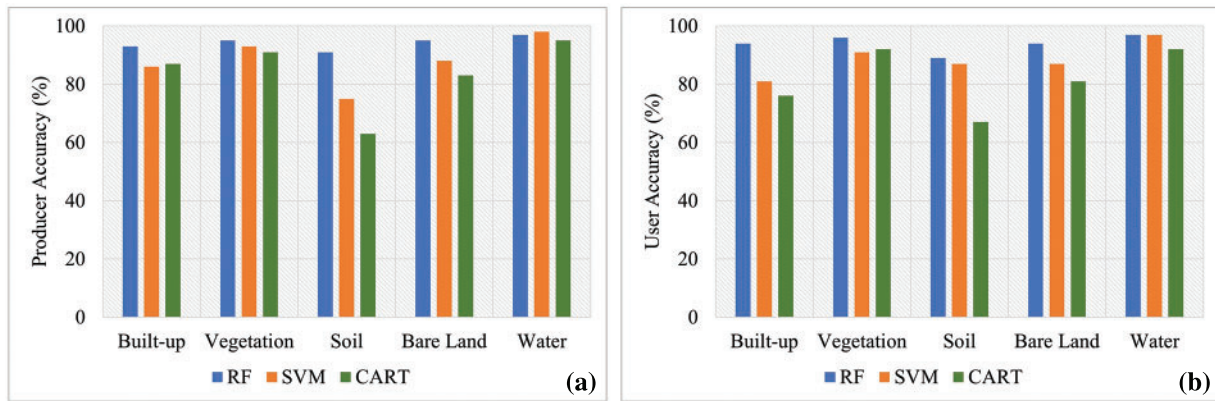 Producer Accuracy (%)
100
80
60
40
20
0
Built-up Vegetation Soil Bare Land Water
RF SVM CART
(a)
User Accuracy (%)
100
80
60
40
20
0
Built-up Vegetation Soil Bare Land Water
RF SVM CART
(b)